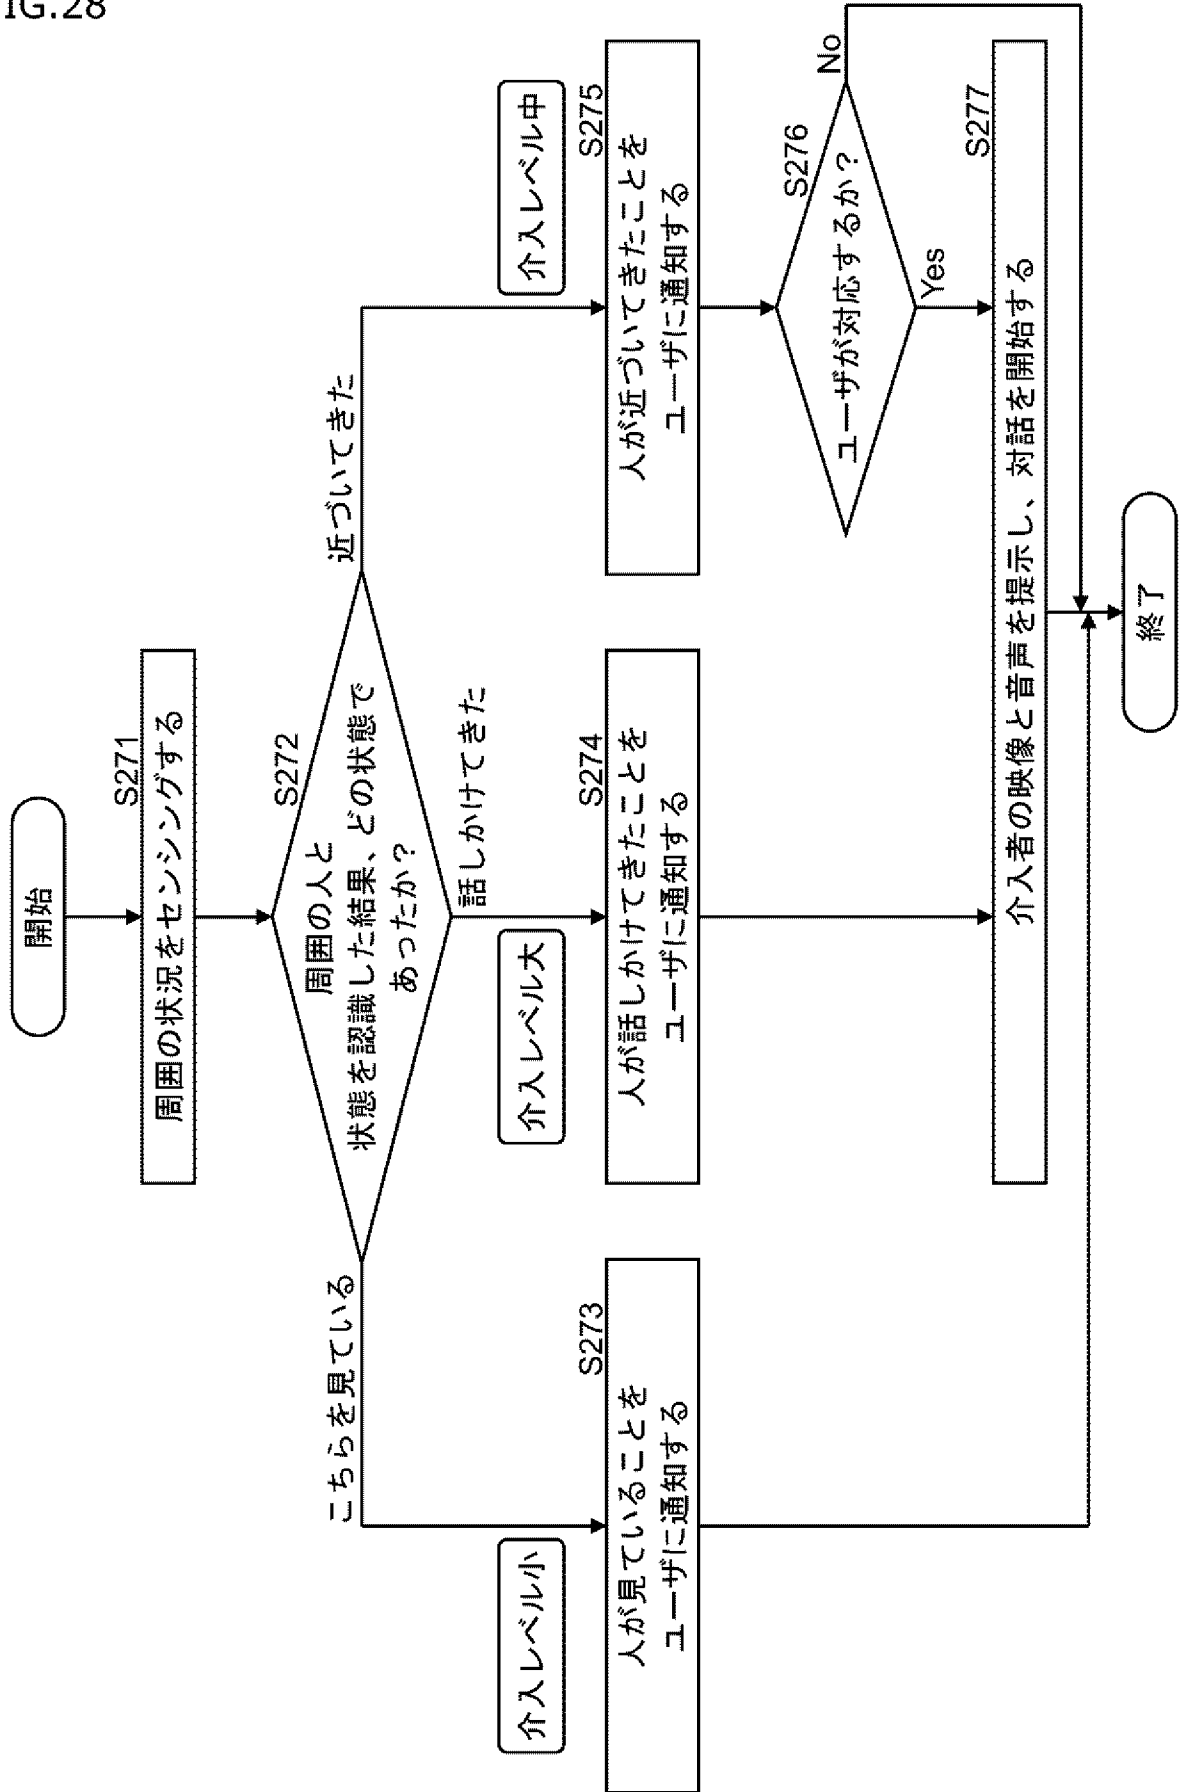 IG.28
開始
S271
周囲の状況をセンシングする
S272
周囲の人と
状態を認識した結果、どの状態で
あったか?
こちらを見ている
話しかけてきた
近づいてきた
介入レベル小
S273
人が見ていることを
ユーザに通知する
介入レベル大
S274
人が話しかけてきたことを
ユーザに通知する
介入レベル中
S275
人が近づいてきたことを
ユーザに通知する
S276
ユーザが対応するか?
No
Yes
S277
介入者の映像と音声を提示し、対話を開始する
終了